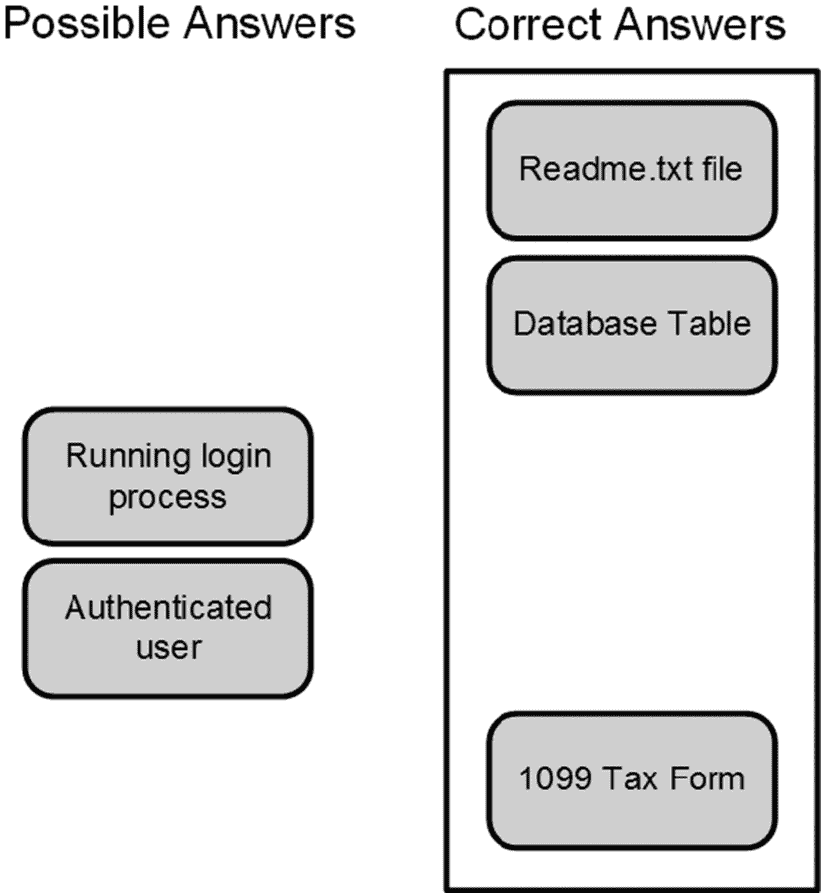 Possible Answers
Correct Answers
Readme.txt file
Database Table
Running login
process
Authenticated
user
1099 Tax Form